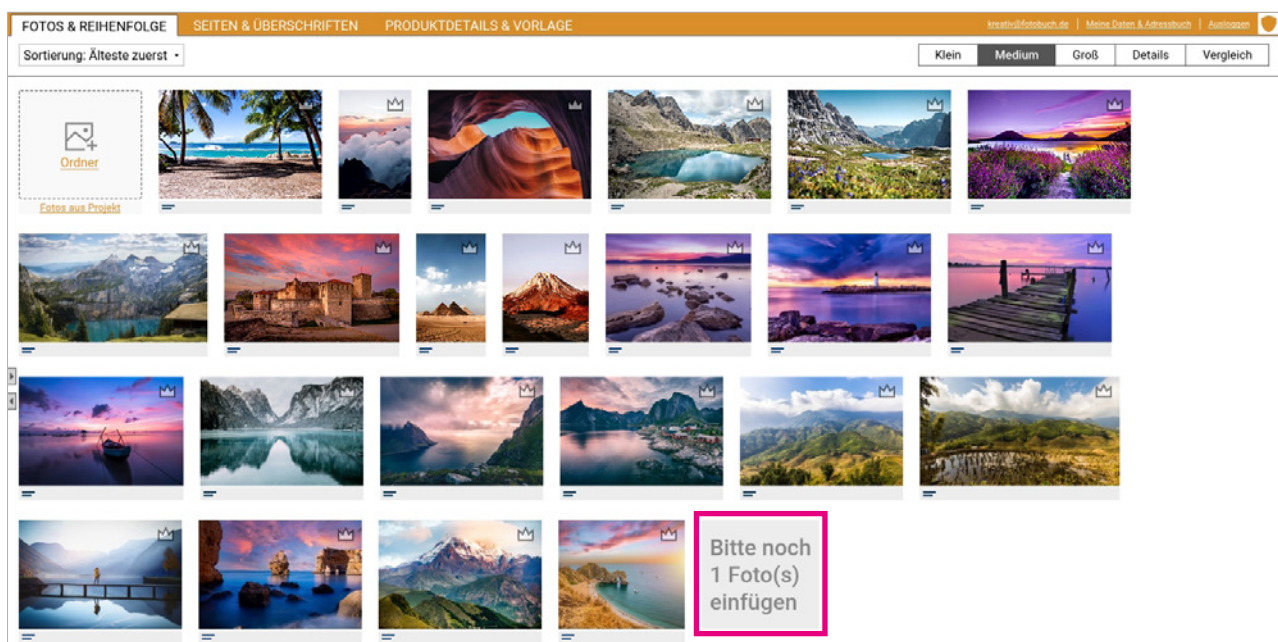 FOTOS & REIHENFOLGE SEITEN & ÜBERSCHRIFTEN PRODUKTDETAILS & VORLAGE kreativ@fotobuch.de | Meine Daten & Adressbuch | Ausloggen
Sortierung: Älteste zuerst Klein Medium Groß Details Vergleich
Ordner
Fotos aus Projekt
Bitte noch
1 Foto(s)
einfügen